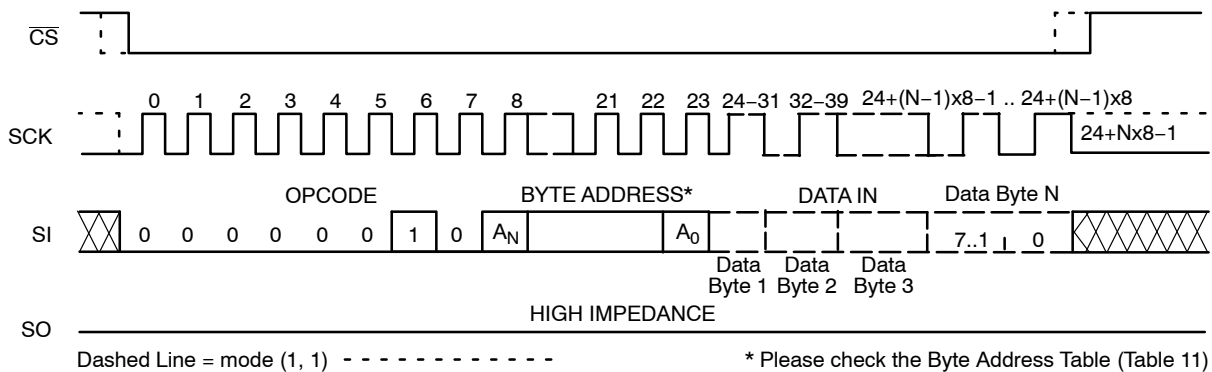 CS
0 1 2 3 4 5 6 7 8 21 22 23 24−31 32−39 24+(N−1)x8−1 .. 24+(N−1)x8
SCK
24+Nx8−1
OPCODE BYTE ADDRESS* DATA IN Data Byte N
SI
0 0 0 0 0 0 1 0 AN A0 7..1 0
Data Byte 1
Data Byte 2
Data Byte 3
HIGH IMPEDANCE
SO
Dashed Line = mode (1, 1)
* Please check the Byte Address Table (Table 11)